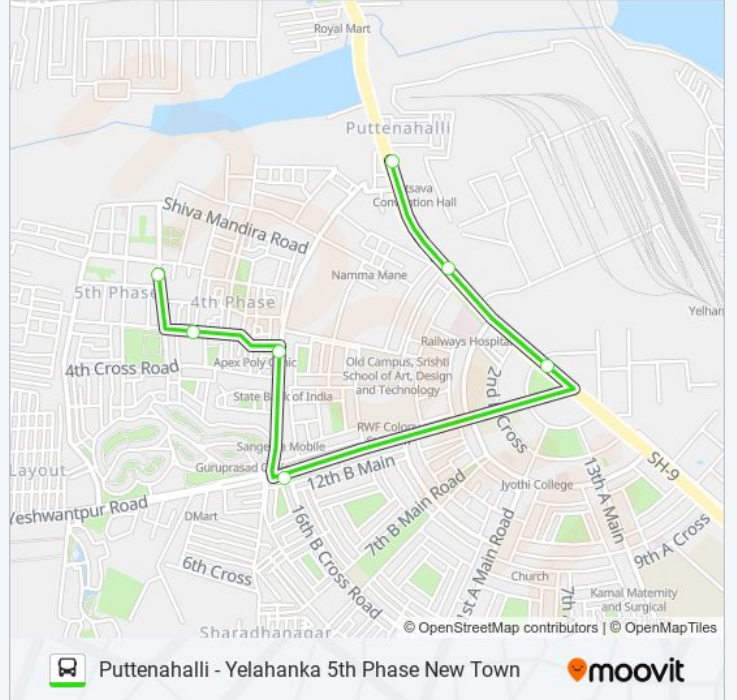 Royal Mart
Puttenahalli
tsava
Convention Hall
Shiva Mandira Road
Namma Mane
5th Phase
4th Phase
Yelhan
Railways Hospital
Apex Poly Clinic
4th Cross Road
Old Campus, Srishti
School of Art, Design
and Technology
2nd
Cross
State Bank of India
RWF Colony
Sangeetha Mobile
Guruprasad
12th B Main
Layout
SH-9
Jyothi College
13th A Main
Yeshwantpur Road
DMart
7th B Main Road
16th B Cross Road
9th A Cross
6th Cross
1st A Main Road
Church
7th
Kamal Maternity
and Surgical
Sharadhanagar
© OpenStreetMap contributors | © OpenMapTiles
Puttenahalli - Yelahanka 5th Phase New Town
moovit